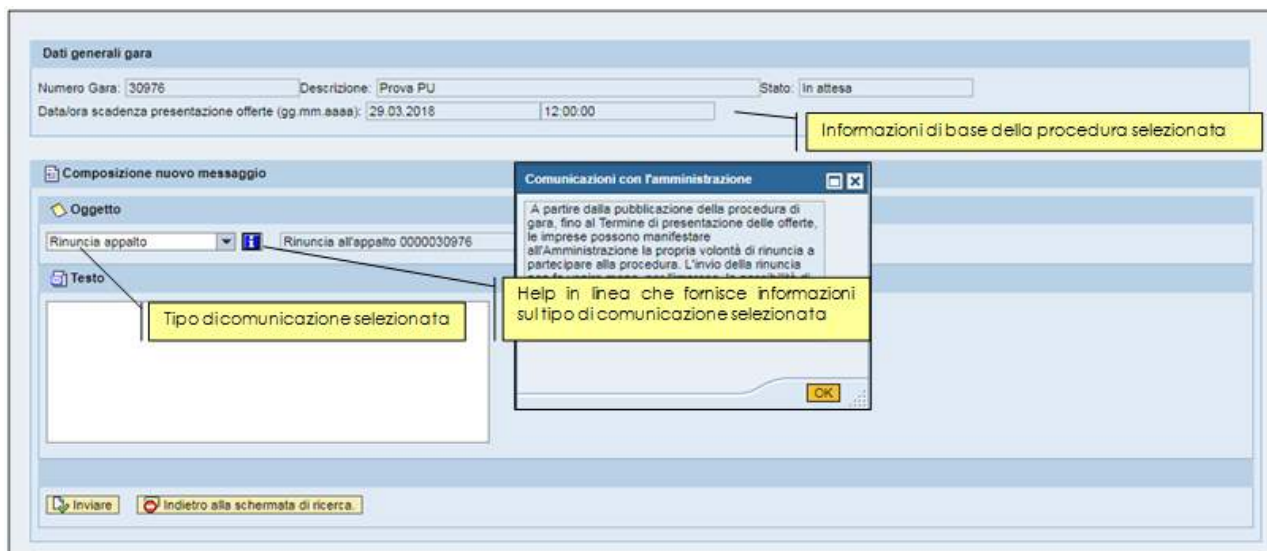 Dati generali gara
Numero Gara: 30976 Descrizione: Prova PU Stato: In attesa
Data/ora scadenza presentazione offerte (gg.mm.aaaa): 29.03.2018 12:00:00
Informazioni di base della procedura selezionata
Composizione nuovo messaggio
Oggetto
Rinuncia appalto Rinuncia all'appalto 0000030976
Testo
Tipo di comunicazione selezionata
Comunicazioni con l'amministrazione
A partire dalla pubblicazione della procedura di
gara, fino al Termine di presentazione delle offerte,
le imprese possono manifestare
all'Amministrazione la propria volontà di rinuncia a
partecipare alla procedura. L'invio della rinuncia
Help in linea che fornisce informazioni
sul tipo di comunicazione selezionata
OK
Inviare Indietro alla schermata di ricerca.